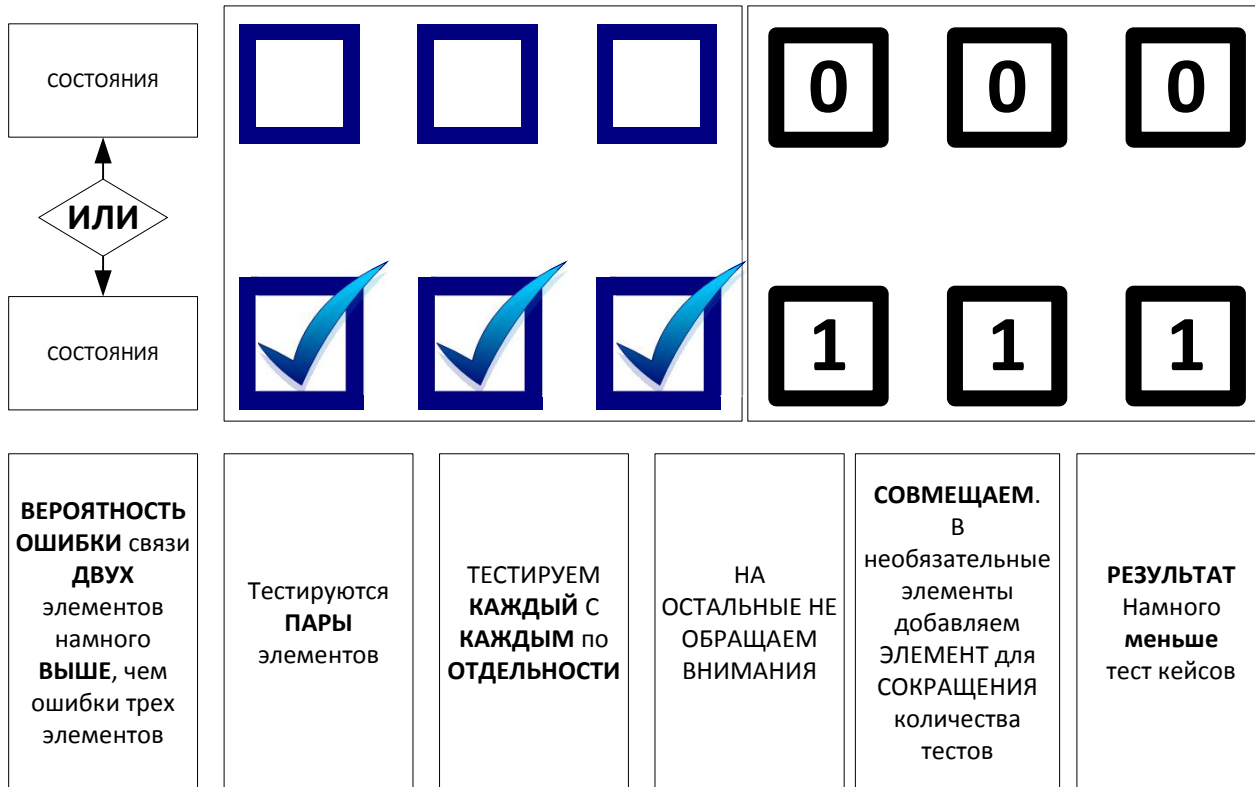 СОСТОЯНИЯ
0 0 0
ИЛИ
СОСТОЯНИЯ
1 1 1
ВЕРОЯТНОСТЬ
ОШИБКИ связи
ДВУХ
элементов
намного
ВЫШЕ, чем
ошибки трех
элементов
Тестируются
ПАРЫ
элементов
ТЕСТИРУЕМ
КАЖДЫЙ С
КАЖДЫМ по
ОТДЕЛЬНОСТИ
НА
ОСТАЛЬНЫЕ НЕ
ОБРАЩАЕМ
ВНИМАНИЯ
СОВМЕЩАЕМ.
В
необязательные
элементы
добавляем
ЭЛЕМЕНТ для
СОКРАЩЕНИЯ
количества
тестов
РЕЗУЛЬТАТ
Намного
меньше
тест кейсов